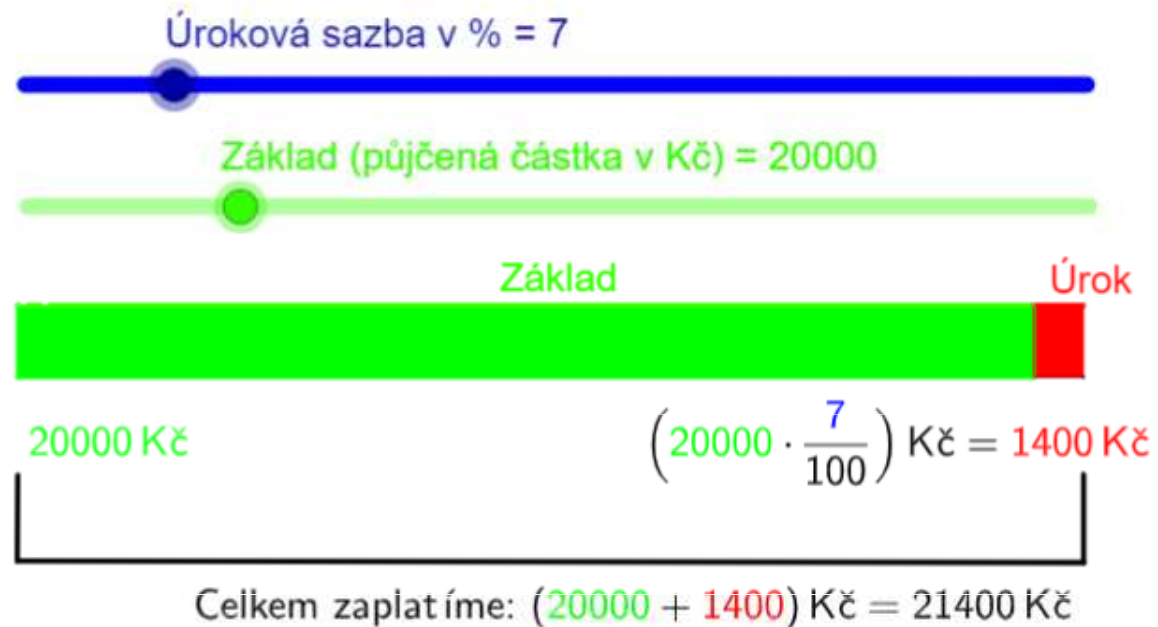 Úroková sazba v % = 7
Základ (půjčená částka v Kč) = 20000
Základ Úrok
20000 Kč (20000 · 7/100) Kč = 1400 Kč
Celkem zaplatíme: (20000 + 1400) Kč = 21400 Kč